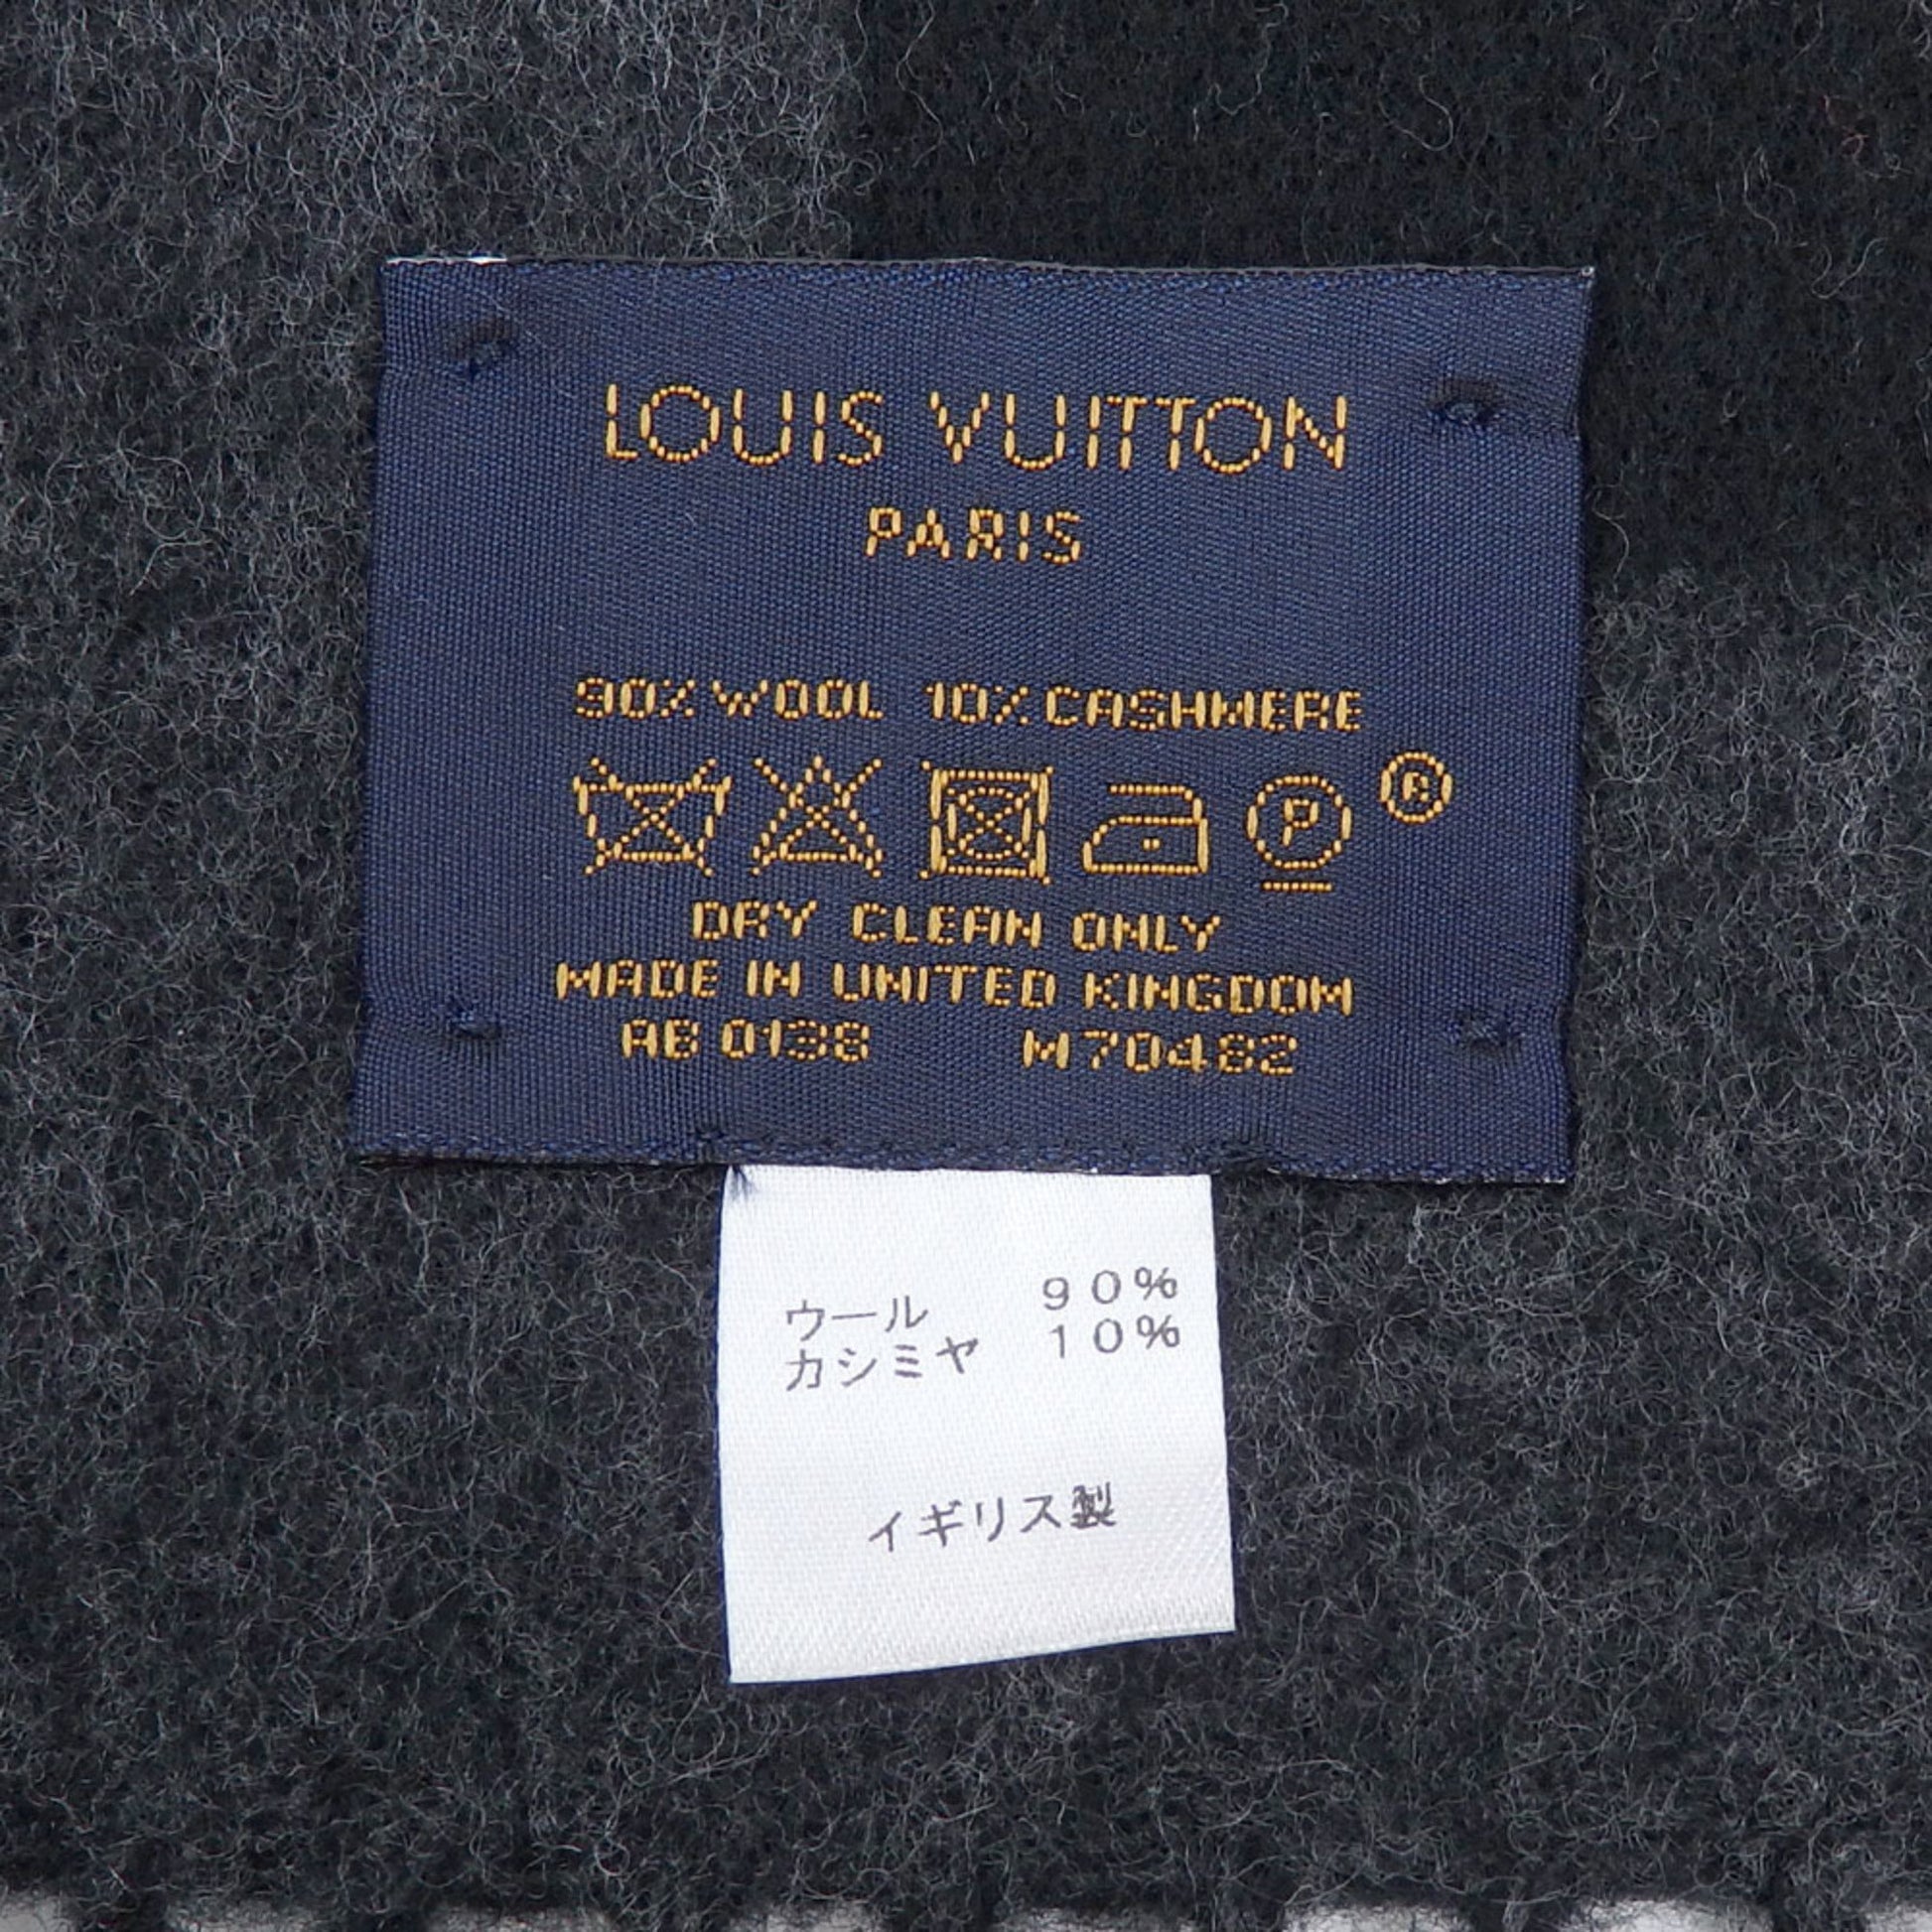 LOUIS VUITTON
PARIS
90% WOOL 10% CASHMERE
P ®
DRY CLEAN ONLY
MADE IN UNITED KINGDOM
AB 0138 M70482
ウール 90%
カシミヤ 10%
イギリス製